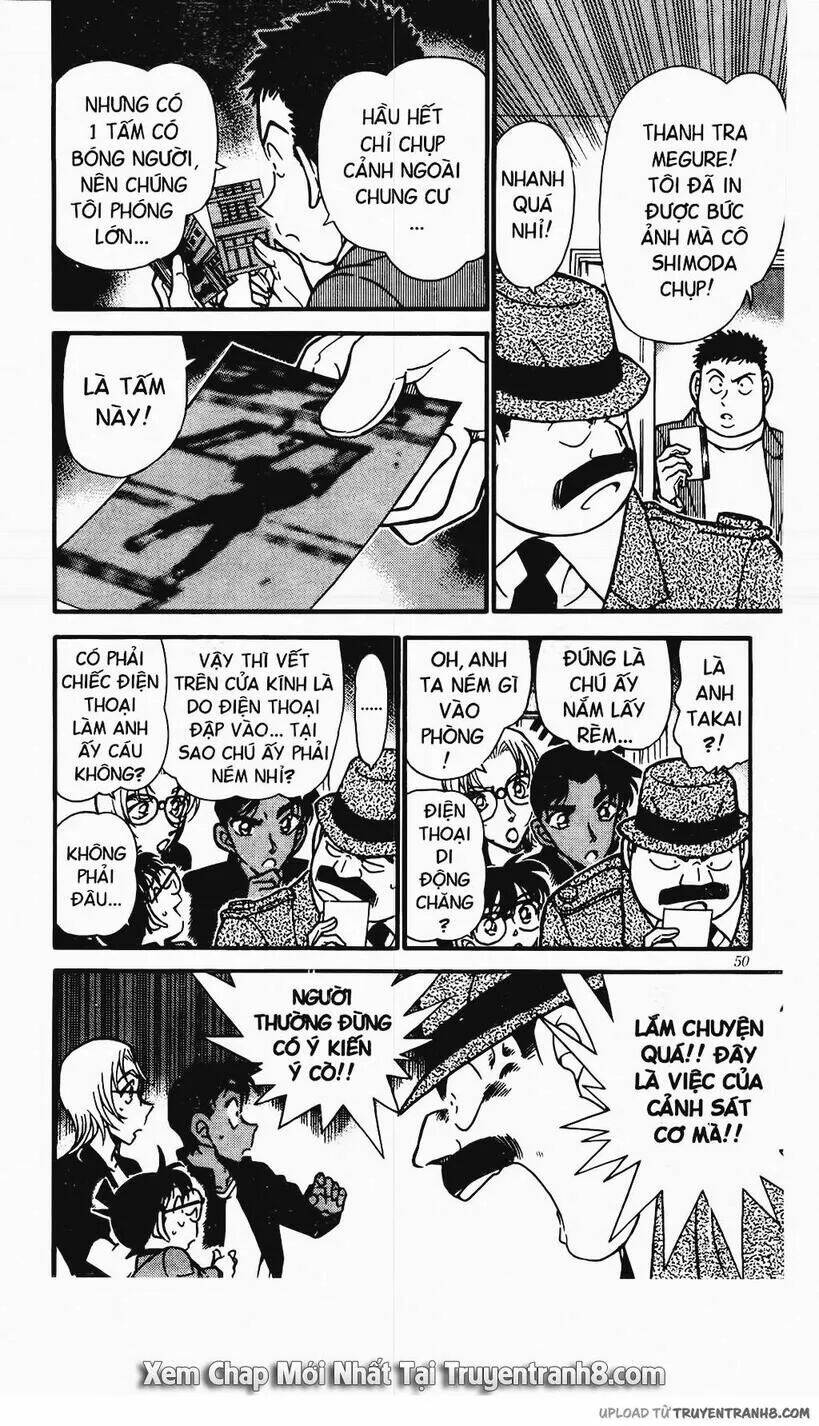 THANH TRA
MEGURE!
TÔI ĐÃ IN
ĐƯỢC BỨC
ẢNH MÀ CÔ
SHIMODA
CHỤP!
NHANH
QUÁ
NHỈ!
HẦU HẾT
CHỈ CHỤP
CẢNH NGOÀI
CHUNG CƯ
...
NHƯNG CÓ
1 TẤM CÓ
BÓNG NGƯỜI,
NÊN CHÚNG
TÔI PHÓNG
LỚN...
LÀ TẤM
NÀY!
LÀ
ANH
TAKAI
?!
ĐÚNG LÀ
CHÚ ẤY
NẮM LẤY
RÈM...
OH, ANH
TA NÉM GÌ
VÀO
PHÒNG
!
ĐIỆN
THOẠI
DI
ĐỘNG
CHĂNG
?
.....
VẬY THÌ VẾT
TRÊN CỬA KÍNH LÀ
DO ĐIỆN THOẠI
ĐẬP VÀO... TẠI
SAO CHÚ ẤY PHẢI
NÉM NHỈ?
CÓ PHẢI
CHIẾC ĐIỆN
THOẠI
LÀM ANH
ẤY CÁU
KHÔNG?
KHÔNG
PHẢI
ĐÂU...
50
LẮM CHUYỆN
QUÁ!! ĐÂY
LÀ VIỆC CỦA
CẢNH SÁT
CƠ MÀ!!
NGƯỜI
THƯỜNG ĐỪNG
CÓ Ý KIẾN
Ý CÒ!!
Xem Chap Mới Nhất Tại Truyentranh8.com
UPLOAD TỪ TRUYENTRANH8.COM